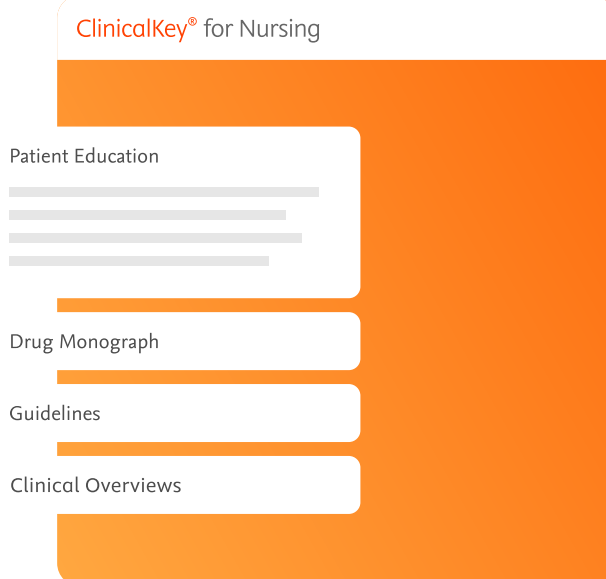 ClinicalKey® for Nursing
Patient Education
Drug Monograph
Guidelines
Clinical Overviews